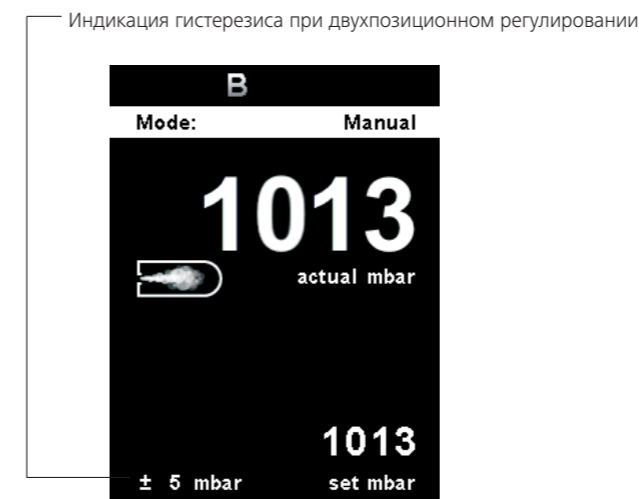 Индикация гистерезиса при двухпозиционном регулировании
B
Mode: Manual
1013
actual mbar
1013
± 5 mbar set mbar